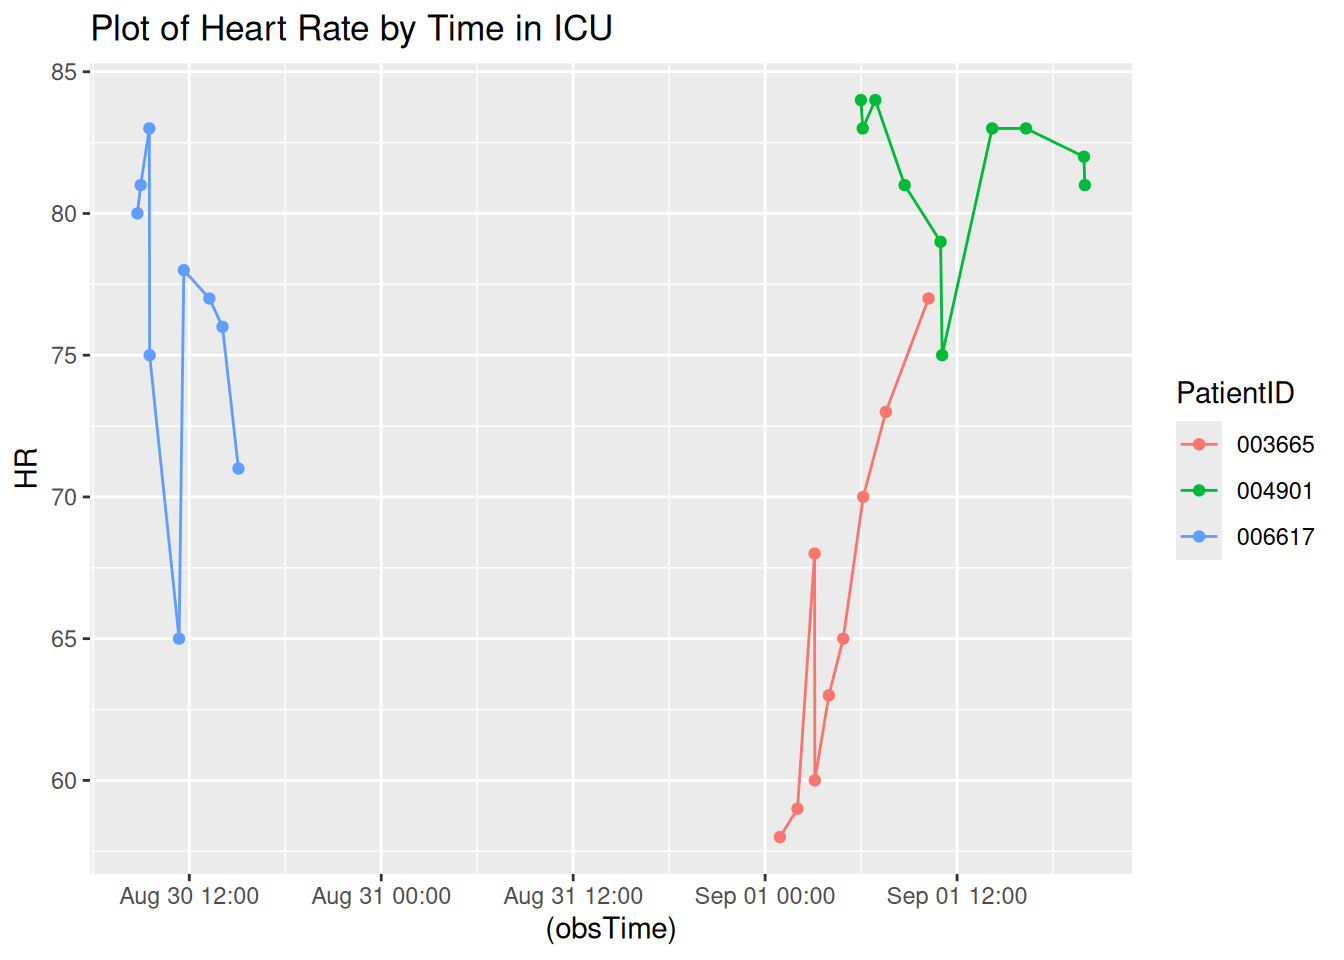 Plot of Heart Rate by Time in ICU
85
80
75
70
65
60
HR
Aug 30 12:00 Aug 31 00:00 Aug 31 12:00 Sep 01 00:00 Sep 01 12:00
(obsTime)
PatientID
003665
004901
006617